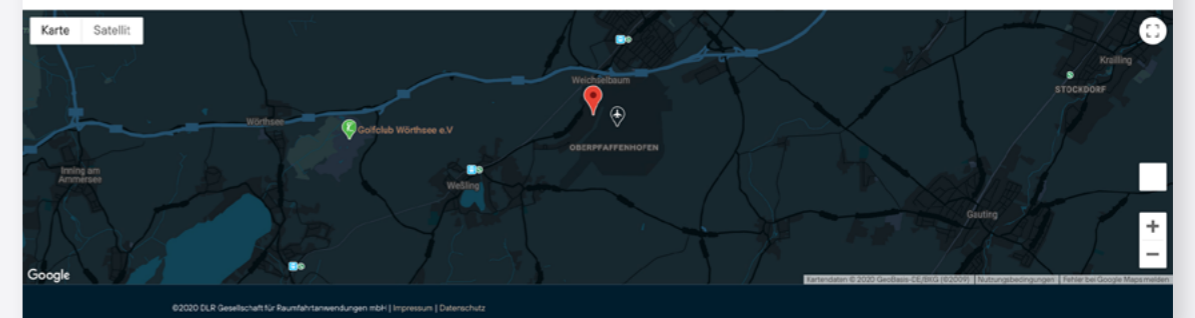 Karte Satellit
Weichselbaum
Krailling
STOCKDORF
Wörthsee
Golfclub Wörthsee e.V
OBERPFAFFENHOFEN
Inning am
Ammersee
Weßling
Gauting
+
−
Google
Kartendaten © 2020 GeoBasis-DE/BKG (©2009) Nutzungsbedingungen Fehler bei Google Maps melden
©2020 DLR Gesellschaft für Raumfahrtanwendungen mbH | Impressum | Datenschutz